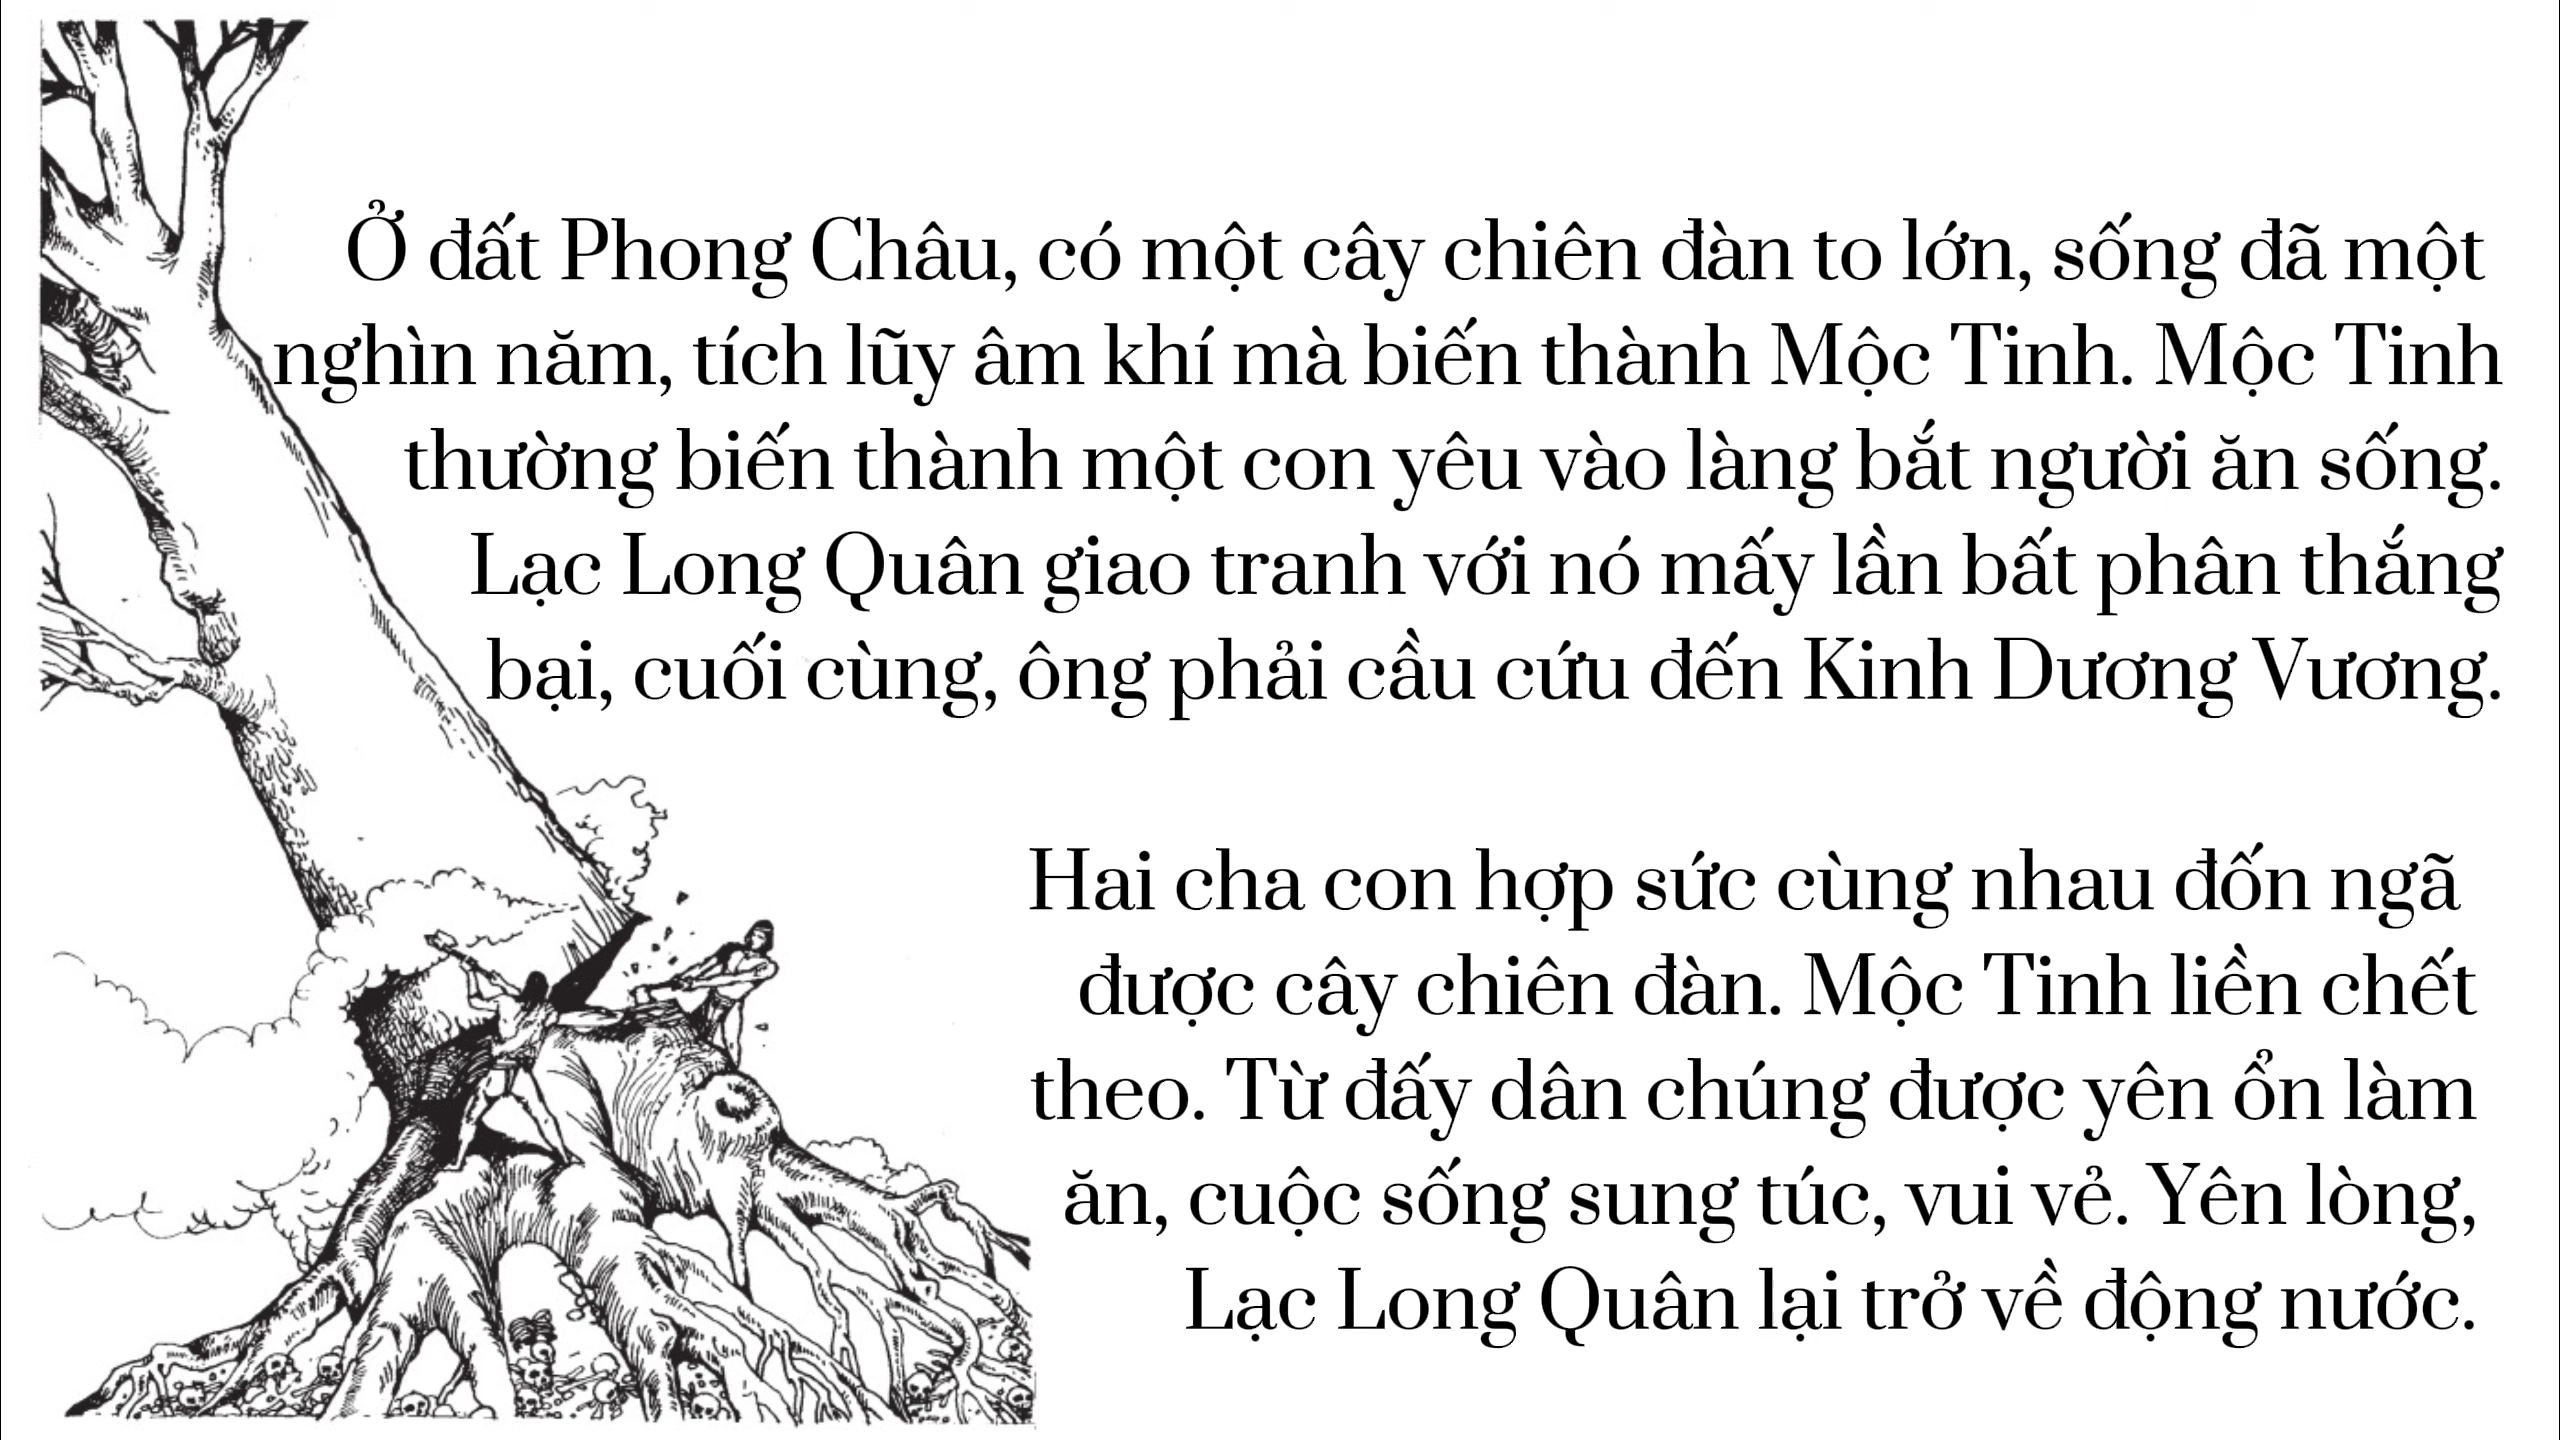 Ở đất Phong Châu, có một cây chiên đàn to lớn, sống đã một
nghìn năm, tích lũy âm khí mà biến thành Mộc Tinh. Mộc Tinh
thường biến thành một con yêu vào làng bắt người ăn sống.
Lạc Long Quân giao tranh với nó mấy lần bất phân thắng
bại, cuối cùng, ông phải cầu cứu đến Kinh Dương Vương.
Hai cha con hợp sức cùng nhau đốn ngã
được cây chiên đàn. Mộc Tinh liền chết
theo. Từ đấy dân chúng được yên ổn làm
ăn, cuộc sống sung túc, vui vẻ. Yên lòng,
Lạc Long Quân lại trở về động nước.